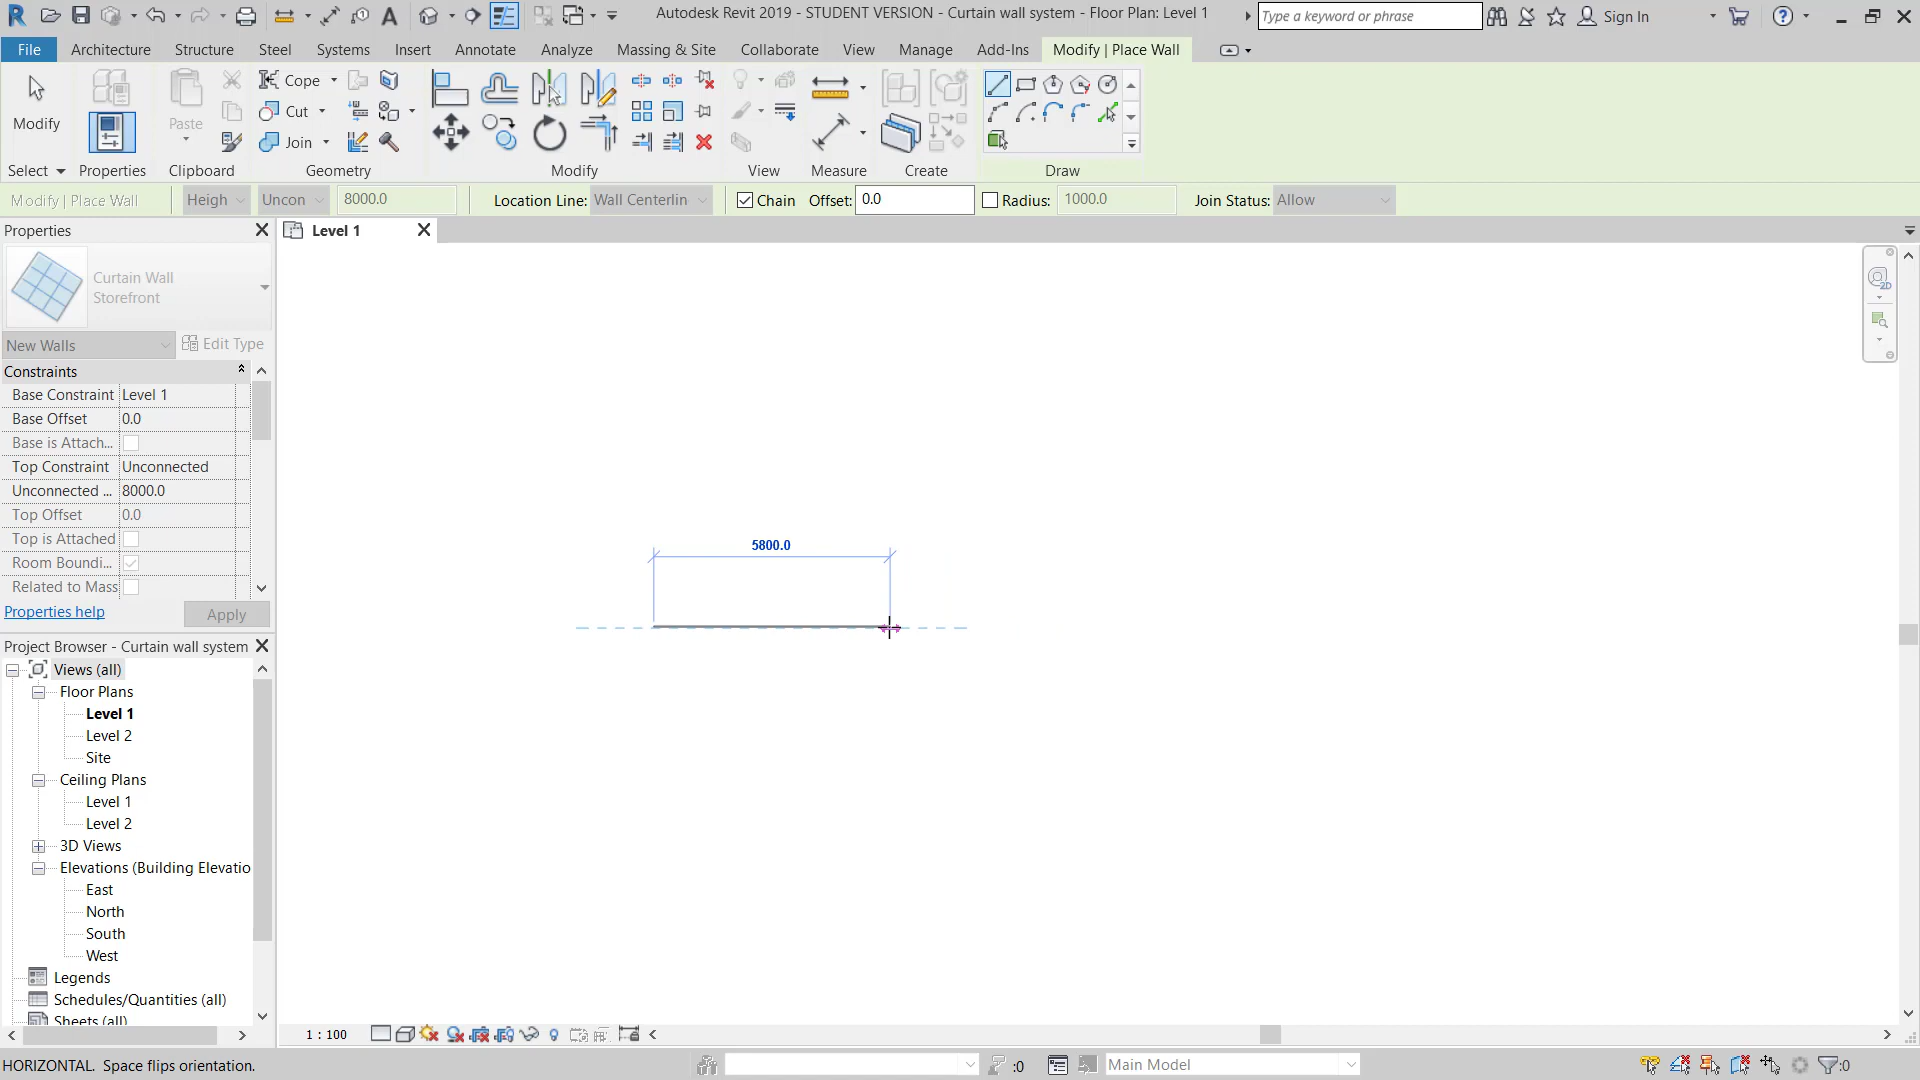 Autodesk Revit 2019 - STUDENT VERSION - Curtain wall system - Floor Plan: Level 1
Type a keyword or phrase
Sign In
File
Architecture
Structure
Steel
Systems
Insert
Annotate
Analyze
Massing & Site
Collaborate
View
Manage
Add-Ins
Modify | Place Wall
Modify
Paste
Cope
Cut
Join
Select
Properties
Clipboard
Geometry
Modify
View
Measure
Create
Draw
Modify | Place Wall
Heigh
Uncon
8000.0
Location Line:
Wall Centerlin
Chain
Offset:
0.0
Radius:
1000.0
Join Status:
Allow
Properties
Level 1
Curtain Wall
Storefront
New Walls
Edit Type
Constraints
Base Constraint Level 1
Base Offset 0.0
Base is Attach...
Top Constraint Unconnected
Unconnected ... 8000.0
Top Offset 0.0
Top is Attached
Room Boundi...
Related to Mass
Properties help
Apply
5800.0
2D
Project Browser - Curtain wall system
Views (all)
Floor Plans
Level 1
Level 2
Site
Ceiling Plans
Level 1
Level 2
3D Views
Elevations (Building Elevatio
East
North
South
West
Legends
Schedules/Quantities (all)
Sheets (all)
1 : 100
HORIZONTAL. Space flips orientation.
:0
Main Model
:0